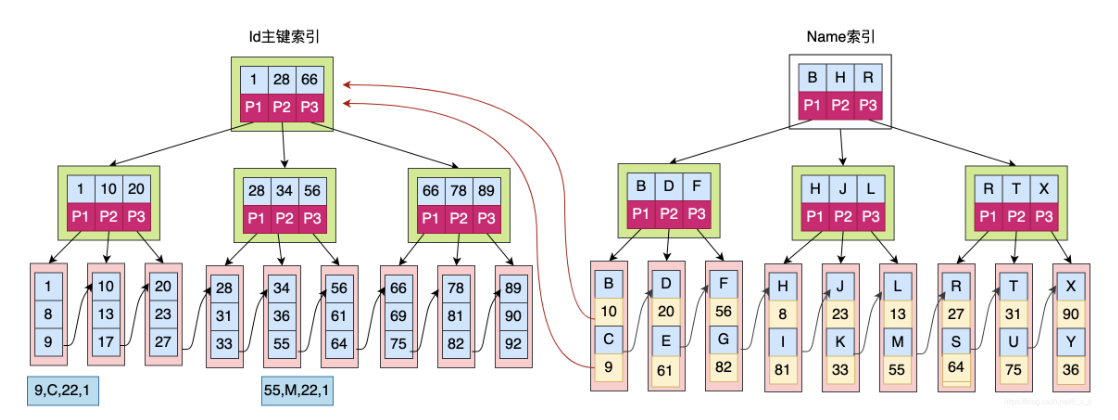 Id主键索引
Name索引
1 28 66
P1 P2 P3
B H R
P1 P2 P3
1 10 20
P1 P2 P3
28 34 56
P1 P2 P3
66 78 89
P1 P2 P3
B D F
P1 P2 P3
H J L
P1 P2 P3
R T X
P1 P2 P3
1
8
9
10
13
17
20
23
27
28
31
33
34
36
55
56
61
64
66
69
75
78
81
82
89
90
92
B
10
C
9
D
20
E
61
F
56
G
82
H
8
I
81
J
23
K
33
L
13
M
55
R
27
S
64
T
31
U
75
X
90
Y
36
9,C,22,1
55,M,22,1